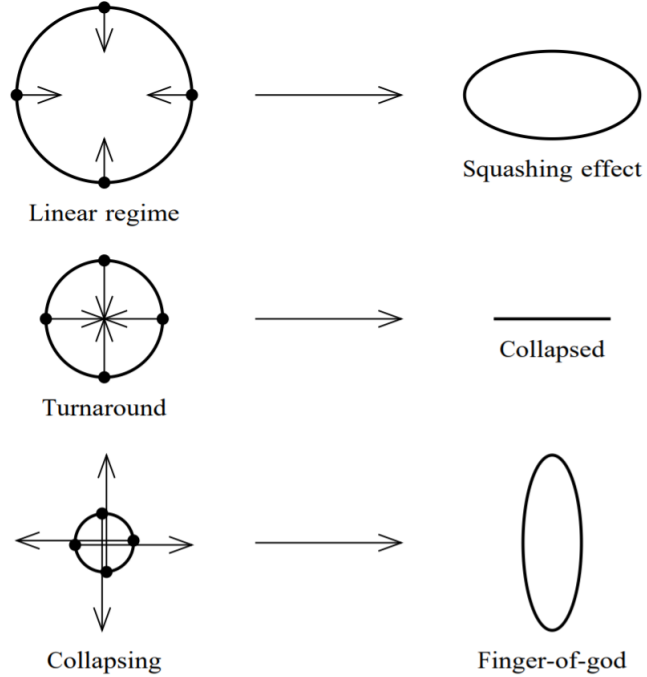 Linear regime
Squashing effect
Turnaround
Collapsed
Collapsing
Finger-of-god